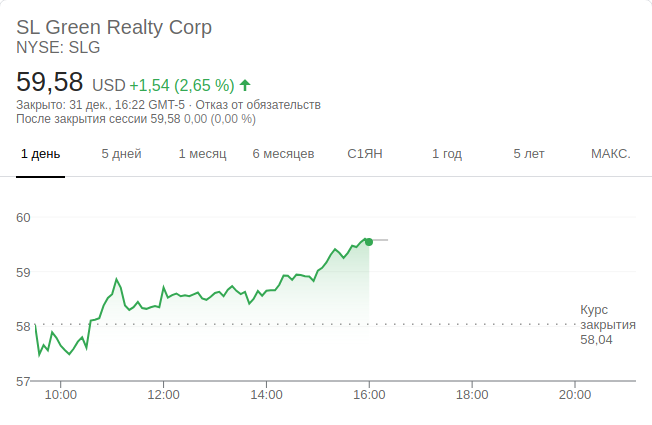 SL Green Realty Corp
NYSE: SLG
59,58 USD +1,54 (2,65 %)
Закрыто: 31 дек., 16:22 GMT-5 · Отказ от обязательств
После закрытия сессии 59,58 0,00 (0,00 %)
1 день 5 дней 1 месяц 6 месяцев С1ЯН 1 год 5 лет МАКС.
60
59
58
57
Курс
закрытия
58,04
10:00 12:00 14:00 16:00 18:00 20:00